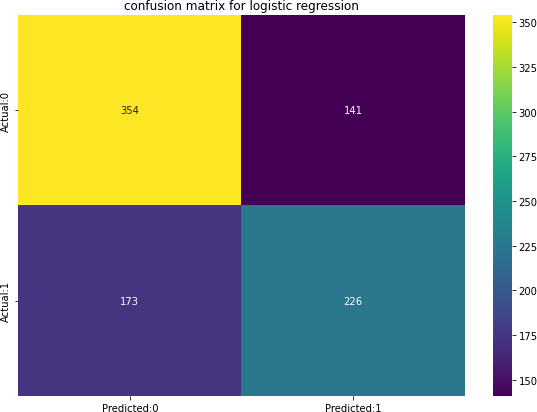 confusion matrix for logistic regression
Actual:0
354
141
Actual:1
173
226
Predicted:0
Predicted:1
350
325
300
275
250
225
200
175
150